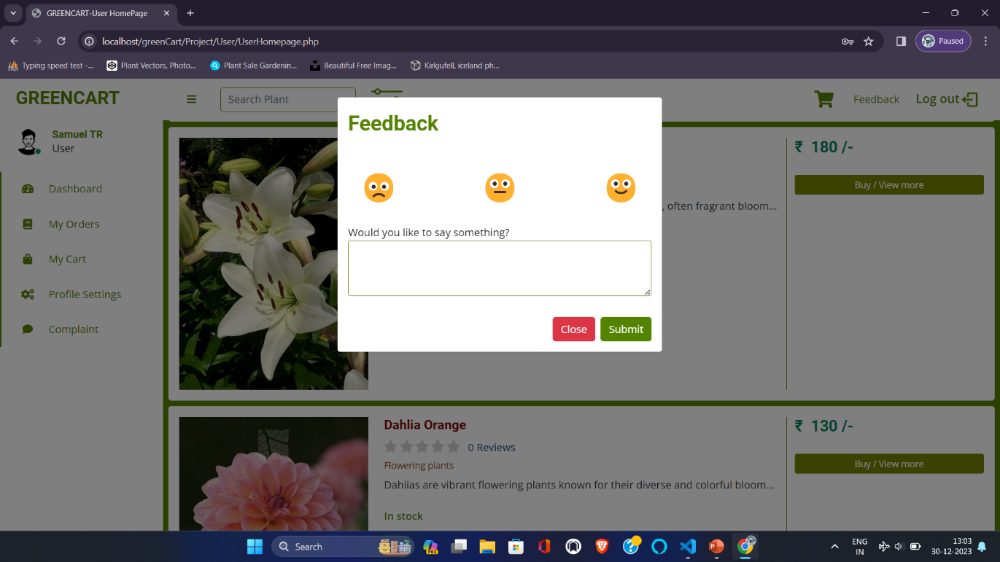 GREENCART-User HomePage
localhost/greenCart/Project/User/UserHomepage.php
Paused
Typing speed test -...
Plant Vectors, Photo...
Plant Sale Gardenin...
Beautiful Free Imag...
Kirkjufell, iceland ph...
GREENCART
Search Plant
Feedback
Log out
Samuel TR
User
Dashboard
My Orders
My Cart
Profile Settings
Complaint
Feedback
Would you like to say something?
Close
Submit
, often fragrant bloom...
₹ 180 /-
Buy / View more
Dahlia Orange
0 Reviews
Flowering plants
Dahlias are vibrant flowering plants known for their diverse and colorful bloom...
In stock
₹ 130 /-
Buy / View more
Search
PRE
ENG
IN
13:03
30-12-2023